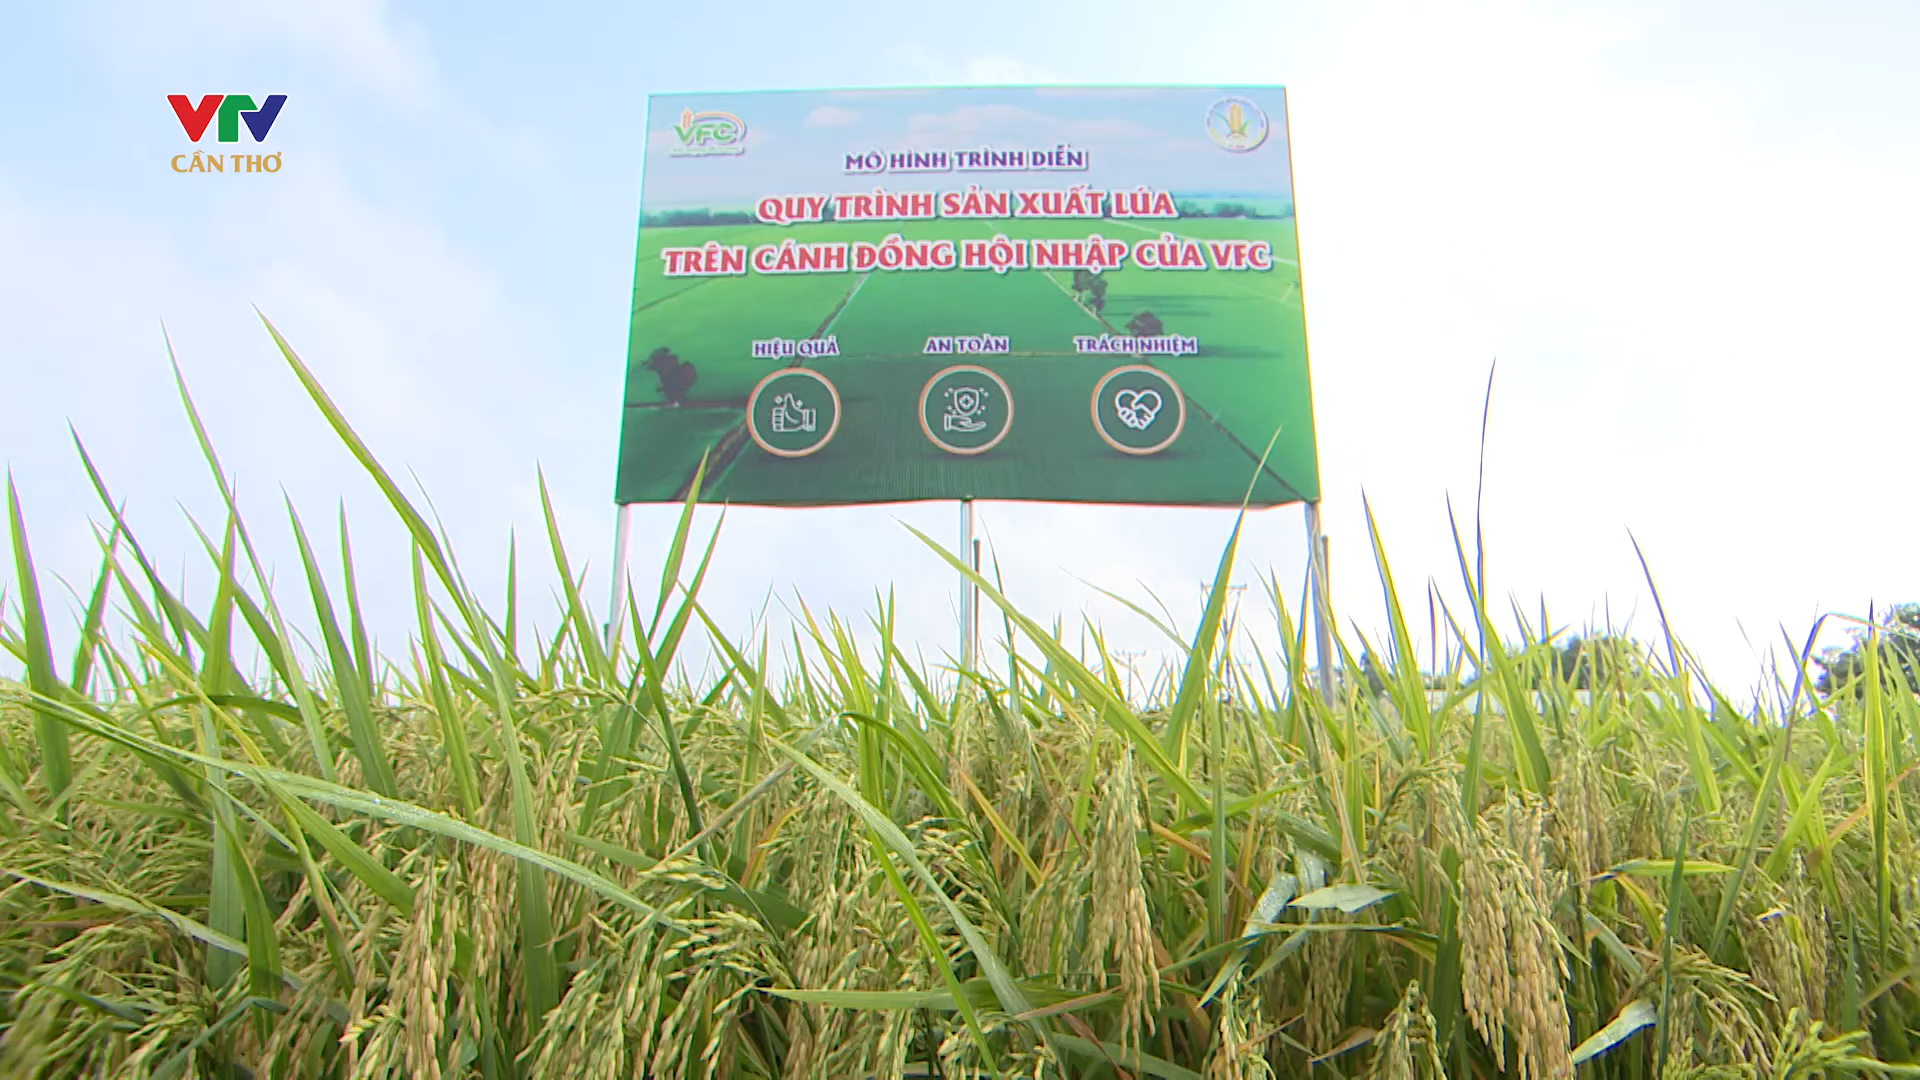 VTV
CẦN THƠ
VFC
MÔ HÌNH TRÌNH DIỄN
QUY TRÌNH SẢN XUẤT LÚA
TRÊN CÁNH ĐỒNG HỘI NHẬP CỦA VFC
HIỆU QUẢ
AN TOÀN
TRÁCH NHIỆM